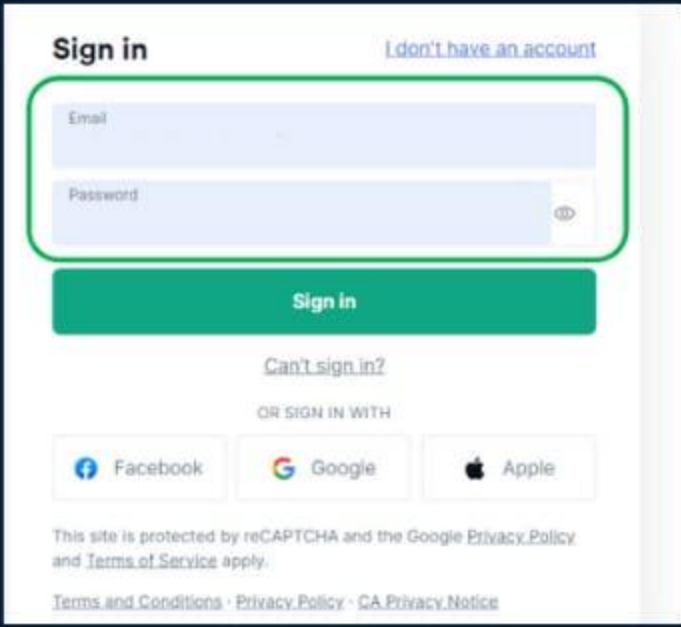 Sign in
I don't have an account
Email
Password
Sign in
Can't sign in?
OR SIGN IN WITH
Facebook
Google
Apple
This site is protected by reCAPTCHA and the Google Privacy Policy
and Terms of Service apply.
Terms and Conditions · Privacy Policy · CA Privacy Notice